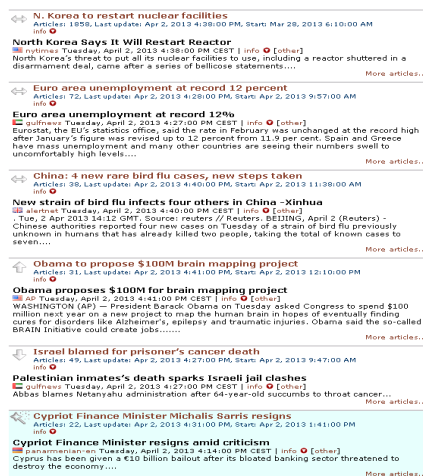 N. Korea to restart nuclear facilities
Articles: 1858, Last update: Apr 2, 2013 4:38:00 PM, Start: Mar 28, 2013 6:10:00 AM
info
North Korea Says It Will Restart Reactor
nytimes Tuesday, April 2, 2013 4:38:00 PM CEST | info [other]
North Korea's threat to put all its nuclear facilities to use, including a reactor shuttered in a
disarmament deal, came after a series of bellicose statements....
More articles..
Euro area unemployment at record 12 percent
Articles: 72, Last update: Apr 2, 2013 4:28:00 PM, Start: Apr 2, 2013 9:57:00 AM
info
Euro area unemployment at record 12%
gulfnews Tuesday, April 2, 2013 4:27:00 PM CEST | info [other]
Eurostat, the EU's statistics office, said the rate in February was unchanged at the record high
after January's figure was revised up to 12 percent from 11.9 per cent. Spain and Greece
have mass unemployment and many other countries are seeing their numbers swell to
uncomfortably high levels....
More articles..
China: 4 new rare bird flu cases, new steps taken
Articles: 38, Last update: Apr 2, 2013 4:40:00 PM, Start: Apr 2, 2013 11:38:00 AM
info
New strain of bird flu infects four others in China -Xinhua
alertnet Tuesday, April 2, 2013 4:38:00 PM CEST | info [other]
, Tue, 2 Apr 2013 14:12 GMT. Source: reuters // Reuters. BEIJING, April 2 (Reuters) -
Chinese authorities reported four new cases on Tuesday of a strain of bird flu previously
unknown in humans that has already killed two people, taking the total of known cases to
seven....
More articles..
Obama to propose $100M brain mapping project
Articles: 31, Last update: Apr 2, 2013 4:41:00 PM, Start: Apr 2, 2013 12:10:00 PM
info
Obama proposes $100M for brain mapping project
AP Tuesday, April 2, 2013 4:41:00 PM CEST | info [other]
WASHINGTON (AP) — President Barack Obama on Tuesday asked Congress to spend $100
million next year on a new project to map the human brain in hopes of eventually finding
cures for disorders like Alzheimer's, epilepsy and traumatic injuries. Obama said the so-called
BRAIN Initiative could create jobs......
More articles..
Israel blamed for prisoner's cancer death
Articles: 49, Last update: Apr 2, 2013 4:27:00 PM, Start: Apr 2, 2013 9:47:00 AM
info
Palestinian inmates's death sparks Israeli jail clashes
gulfnews Tuesday, April 2, 2013 4:27:00 PM CEST | info [other]
Abbas blames Netanyahu administration after 64-year-old succumbs to throat cancer...
More articles..
Cypriot Finance Minister Michalis Sarris resigns
Articles: 22, Last update: Apr 2, 2013 4:31:00 PM, Start: Apr 2, 2013 1:41:00 PM
info
Cypriot Finance Minister resigns amid criticism
panarmenian-en Tuesday, April 2, 2013 4:14:00 PM CEST | info [other]
Cyprus has been given a €10 billion bailout after its bloated banking sector threatened to
destroy the economy....
More articles..